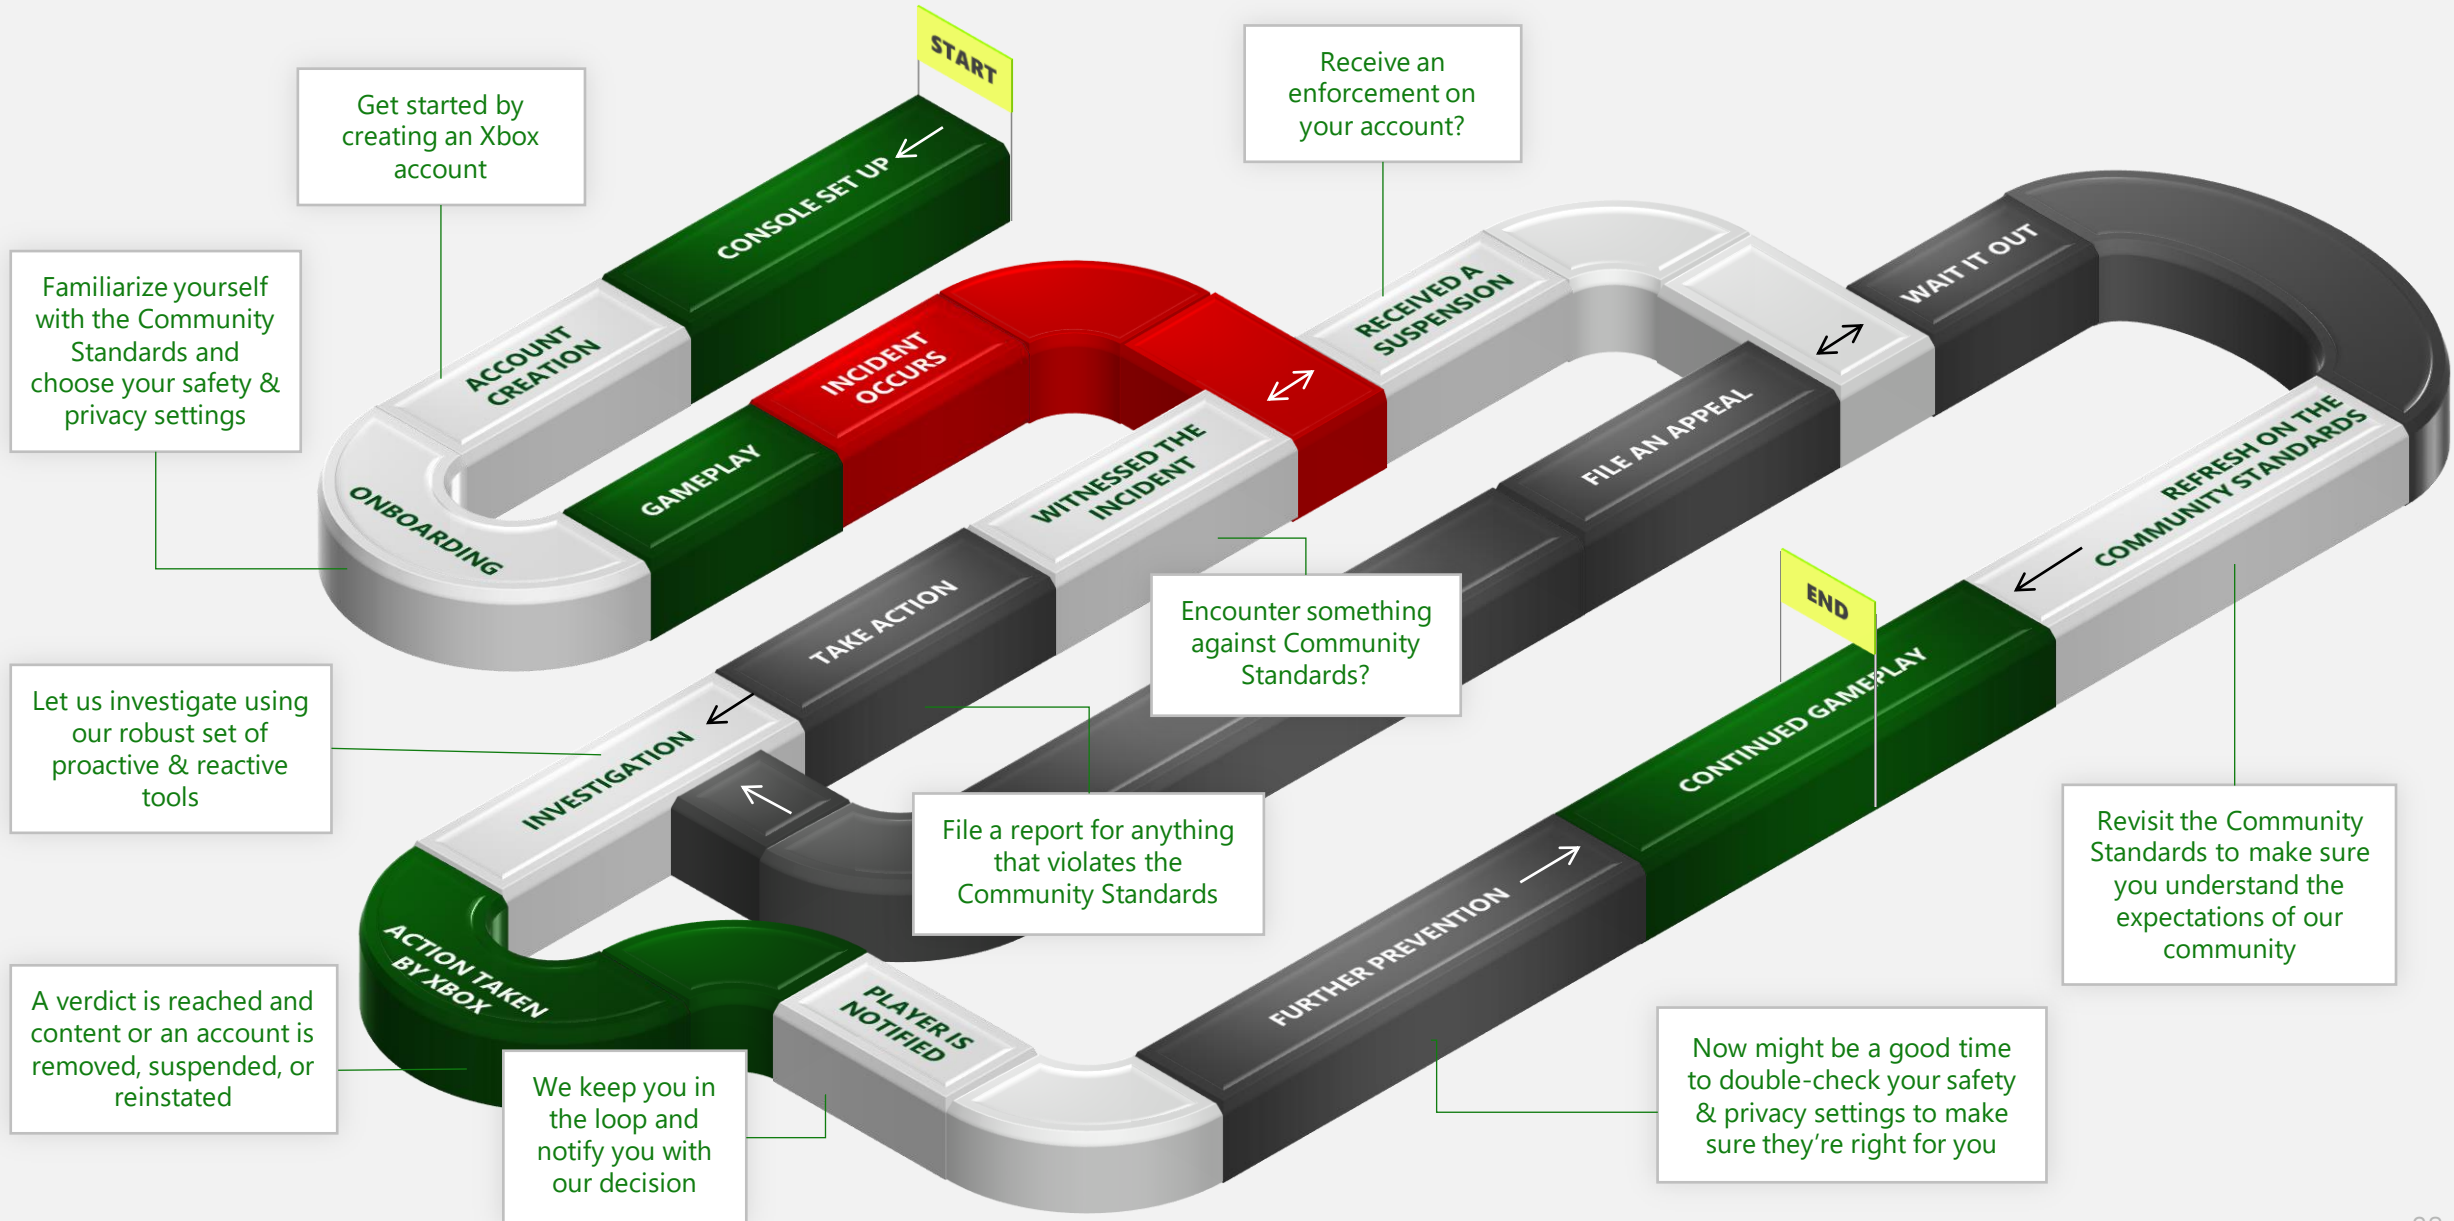 START
CONSOLE SET UP
Get started by
creating an Xbox
account
ACCOUNT
CREATION
Familiarize yourself
with the Community
Standards and
choose your safety &
privacy settings
ONBOARDING
GAMEPLAY
INCIDENT
OCCURS
Receive an
enforcement on
your account?
RECEIVED A
SUSPENSION
WITNESSED THE
INCIDENT
Encounter something
against Community
Standards?
TAKE ACTION
File a report for anything
that violates the
Community Standards
FILE AN APPEAL
WAIT IT OUT
REFRESH ON THE
COMMUNITY STANDARDS
Revisit the Community
Standards to make sure
you understand the
expectations of our
community
INVESTIGATION
Let us investigate using
our robust set of
proactive & reactive
tools
ACTION TAKEN
BY XBOX
A verdict is reached and
content or an account is
removed, suspended, or
reinstated
PLAYER IS
NOTIFIED
We keep you in
the loop and
notify you with
our decision
FURTHER PREVENTION
Now might be a good time
to double-check your safety
& privacy settings to make
sure they're right for you
CONTINUED GAMEPLAY
END